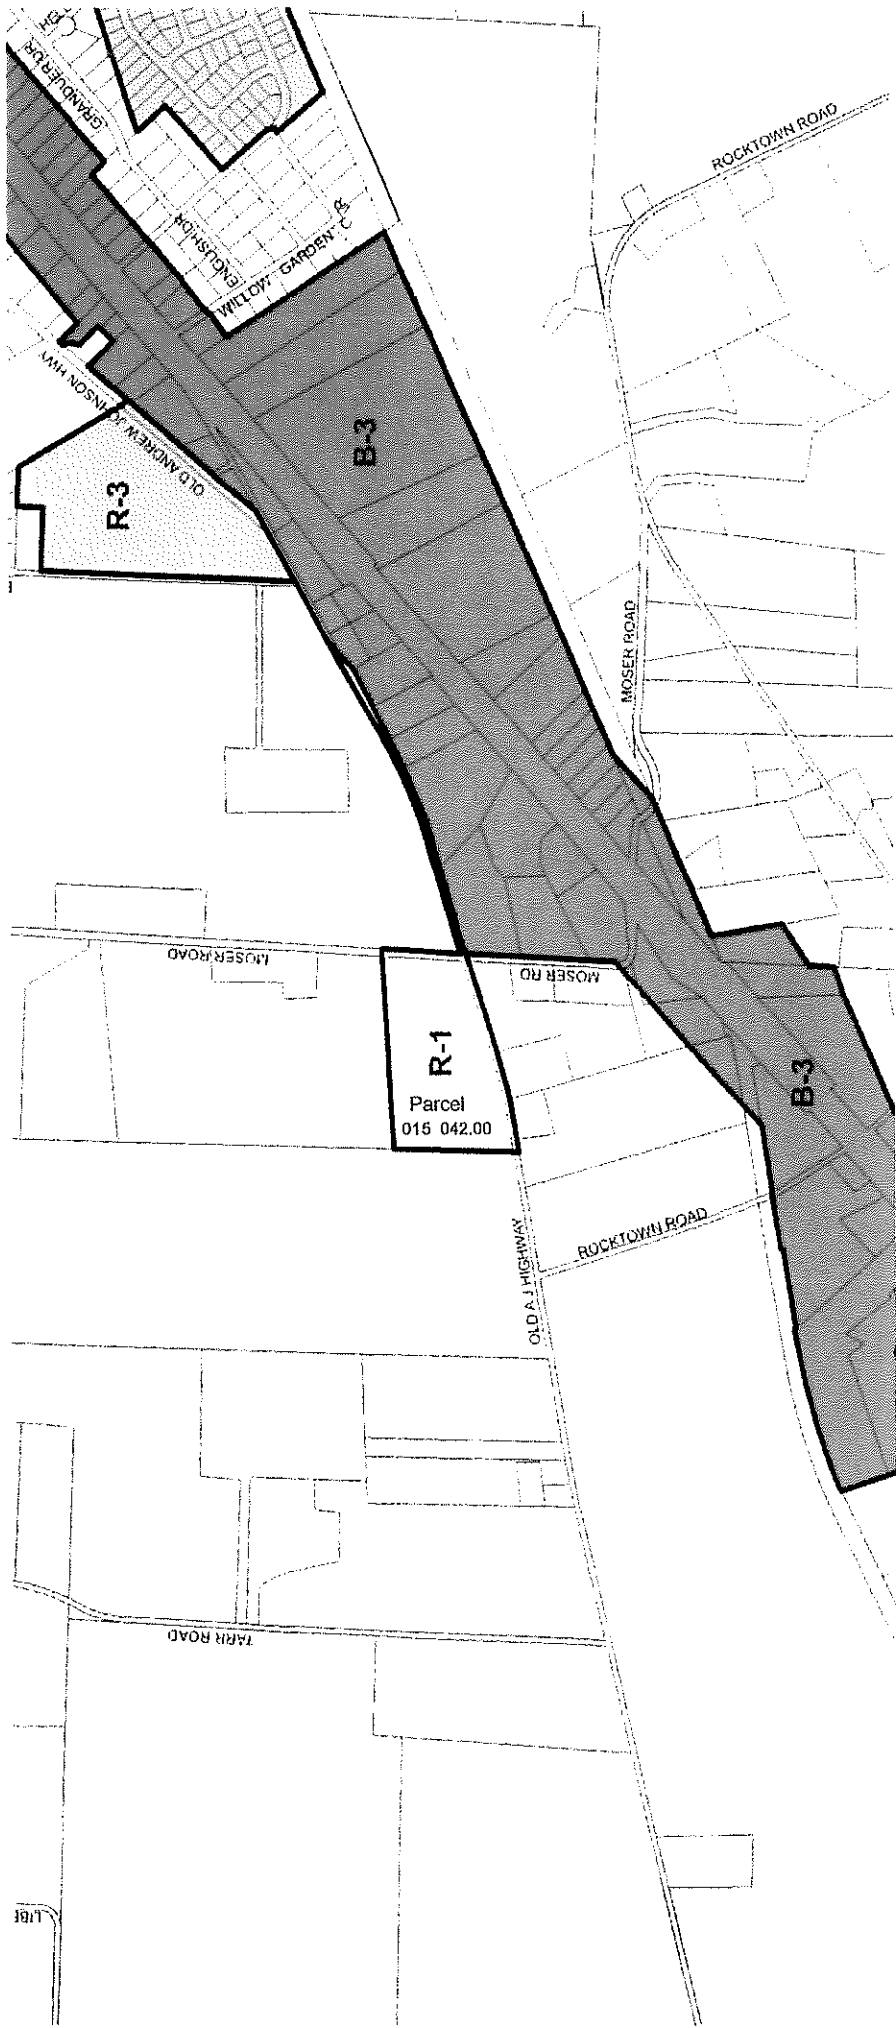 GRANDUER DR
ROCKTOWN ROAD
ENGLISH DR
WILLOW GARDEN CIR
OLD ANDREW JOHNSON HWY
R-3
B-3
MOSER ROAD
MOSER ROAD
MOSER RD
R-1
Parcel
015 042.00
B-3
ROCKTOWN ROAD
OLD A J HIGHWAY
TARR ROAD